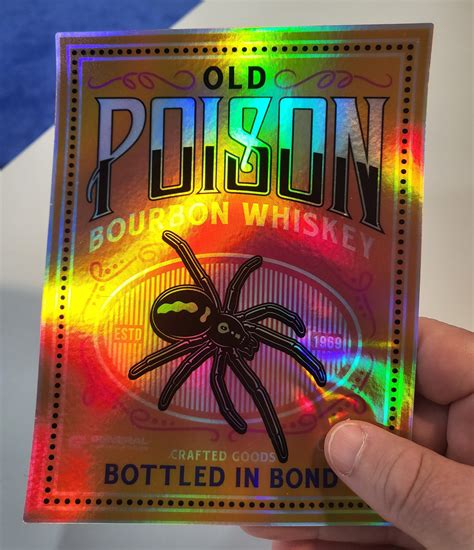 OLD
POISON
BOURBON WHISKEY
ESTD 1969
CRAFTED GOODS
BOTTLED IN BOND